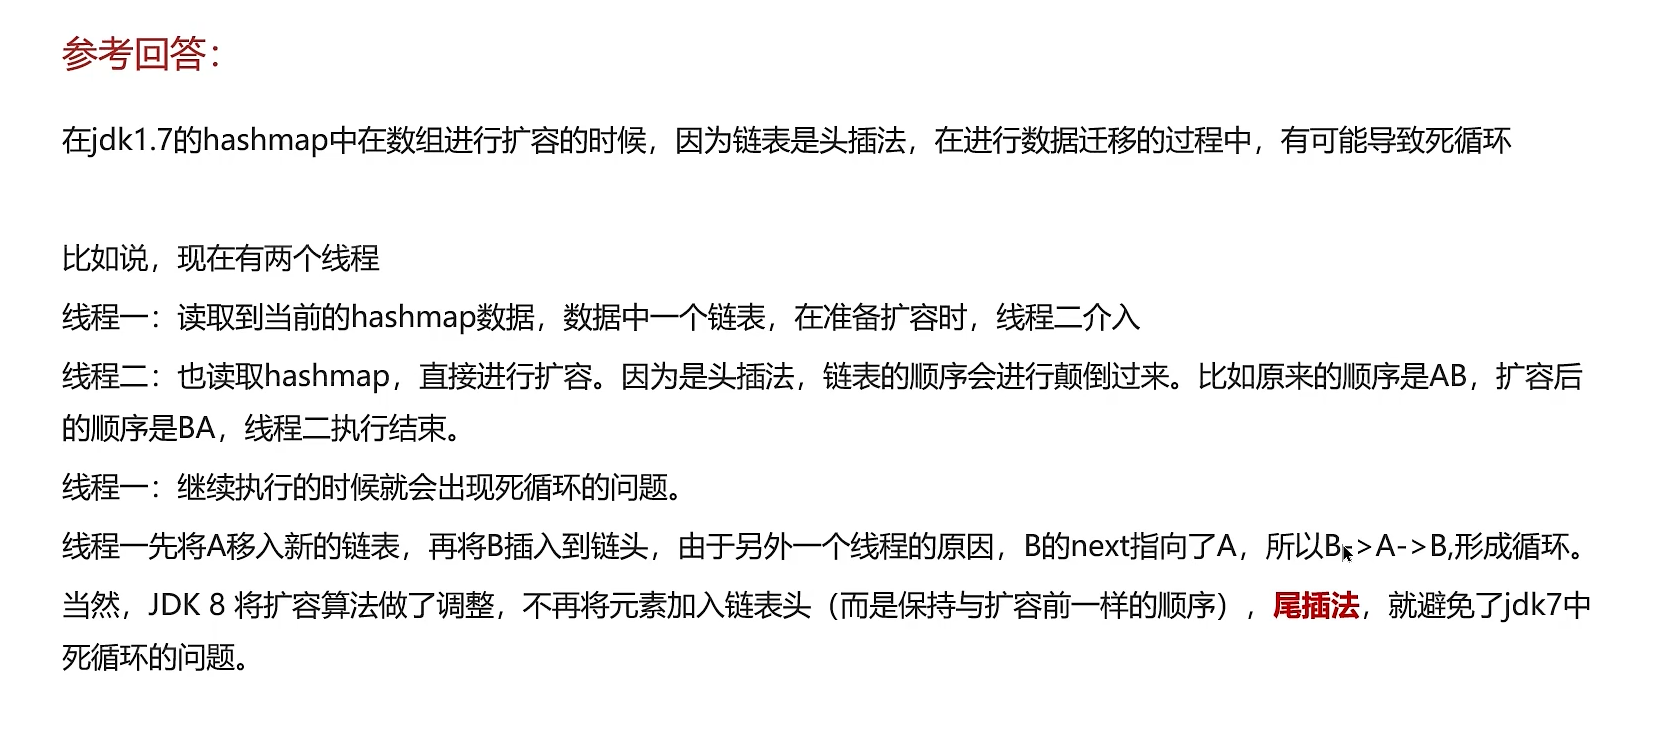 参考回答：
在jdk1.7的hashmap中在数组进行扩容的时候，因为链表是头插法，在进行数据迁移的过程中，有可能导致死循环
比如说，现在有两个线程
线程一：读取到当前的hashmap数据，数据中一个链表，在准备扩容时，线程二介入
线程二：也读取hashmap，直接进行扩容。因为是头插法，链表的顺序会进行颠倒过来。比如原来的顺序是AB，扩容后
的顺序是BA，线程二执行结束。
线程一：继续执行的时候就会出现死循环的问题。
线程一先将A移入新的链表，再将B插入到链头，由于另外一个线程的原因，B的next指向了A，所以B->A->B,形成循环。
当然，JDK 8 将扩容算法做了调整，不再将元素加入链表头（而是保持与扩容前一样的顺序），尾插法，就避免了jdk7中
死循环的问题。